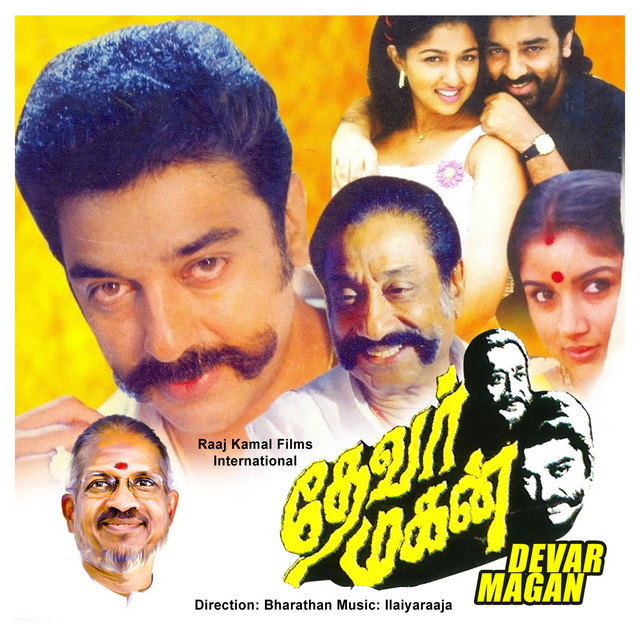 Raaj Kamal Films
International
தேவர்
மகன்
DEVAR
MAGAN
Direction: Bharathan Music: Ilaiyaraaja